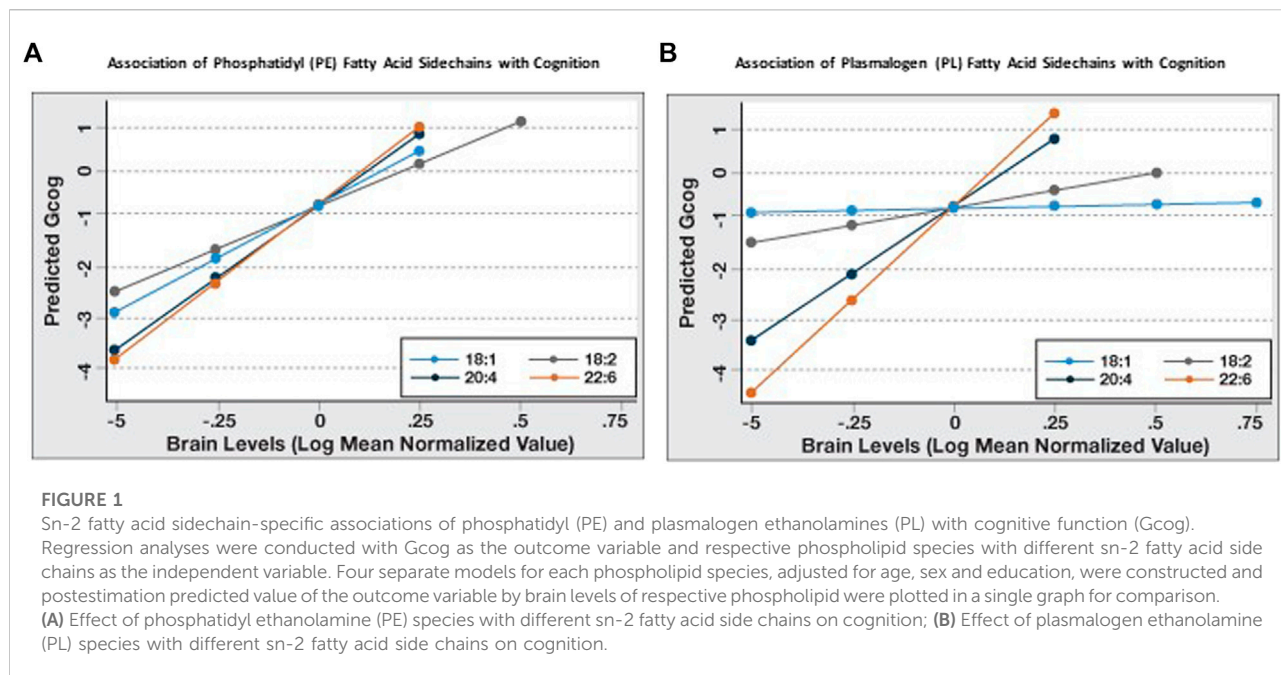 A
Association of Phosphatidyl (PE) Fatty Acid Sidechains with Cognition
Predicted Gcog
1
0
-1
-2
-3
-4
18:1
18:2
20:4
22:6
-5
-.25
0
.25
.5
.75
Brain Levels (Log Mean Normalized Value)
B
Association of Plasmalogen (PL) Fatty Acid Sidechains with Cognition
Predicted Gcog
1
0
-1
-2
-3
-4
18:1
18:2
20:4
22:6
-5
-.25
0
.25
.5
.75
Brain Levels (Log Mean Normalized Value)
FIGURE 1
Sn-2 fatty acid sidechain-specific associations of phosphatidyl (PE) and plasmalogen ethanolamines (PL) with cognitive function (Gcog).
Regression analyses were conducted with Gcog as the outcome variable and respective phospholipid species with different sn-2 fatty acid side
chains as the independent variable. Four separate models for each phospholipid species, adjusted for age, sex and education, were constructed and
postestimation predicted value of the outcome variable by brain levels of respective phospholipid were plotted in a single graph for comparison.
(A) Effect of phosphatidyl ethanolamine (PE) species with different sn-2 fatty acid side chains on cognition; (B) Effect of plasmalogen ethanolamine
(PL) species with different sn-2 fatty acid side chains on cognition.